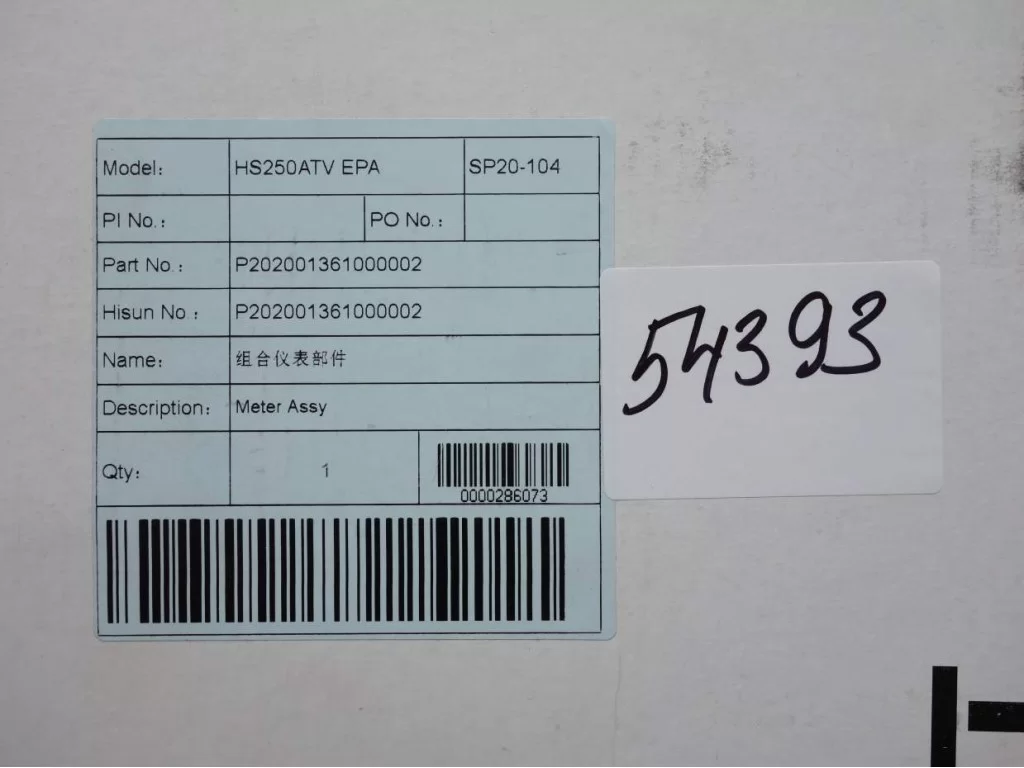 Model: HS250ATV EPA SP20-104
PI No.: PO No.:
Part No.: P202001361000002
Hisun No.: P202001361000002
Name: 组合仪表部件
Description: Meter Assy
Qty: 1
0000286073
54393